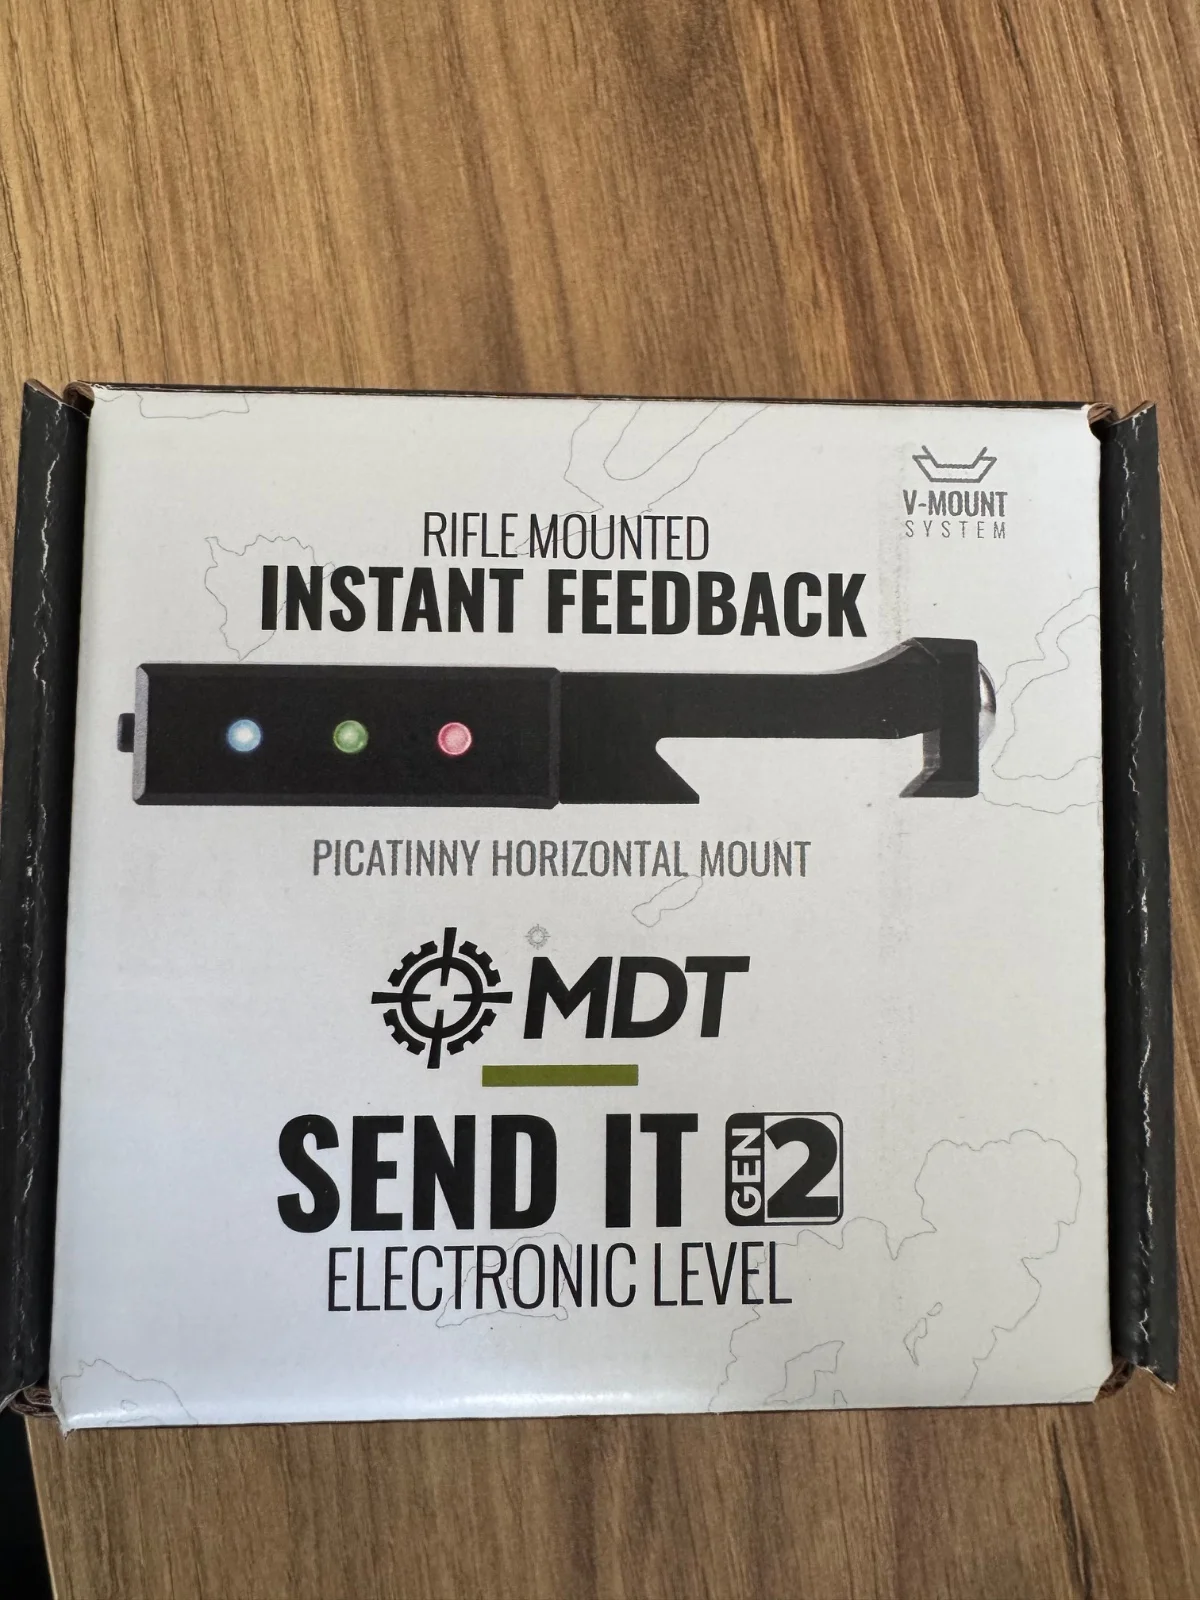 V-MOUNT
SYSTEM
RIFLE MOUNTED
INSTANT FEEDBACK
PICATINNY HORIZONTAL MOUNT
MDT
SEND IT GEN 2
ELECTRONIC LEVEL